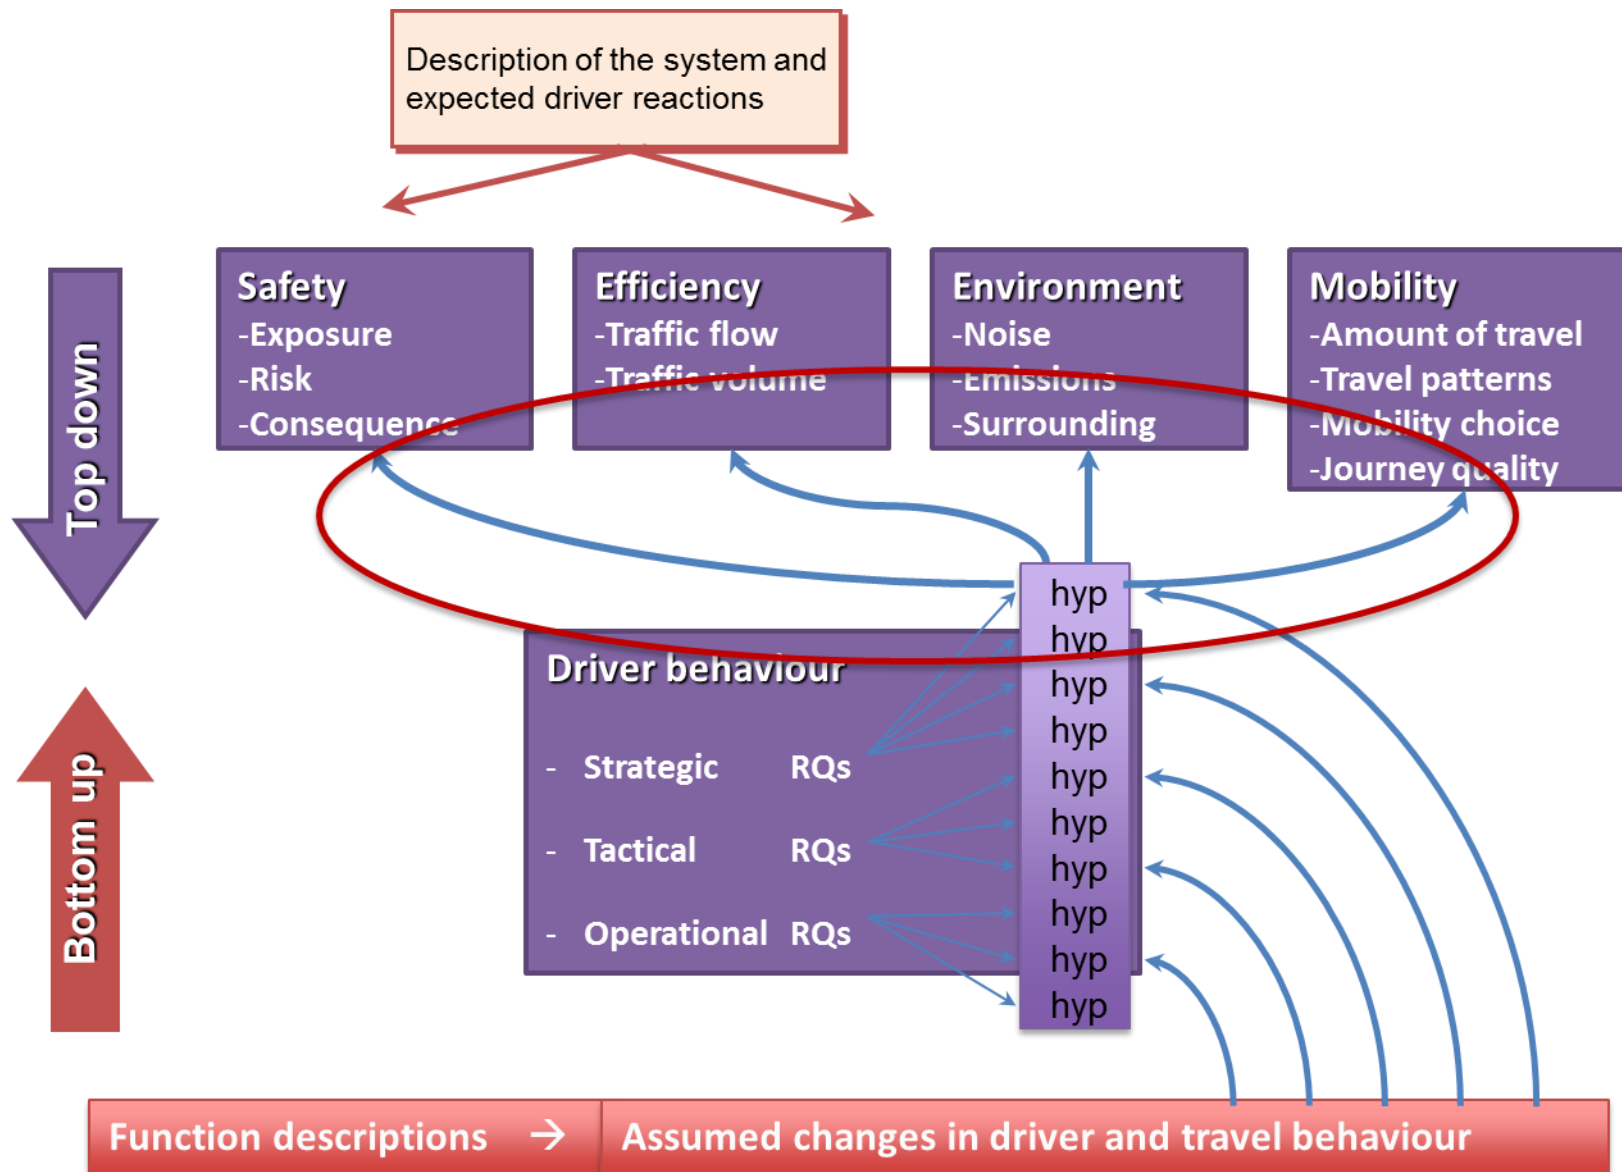 Description of the system and
expected driver reactions
Safety
-Exposure
-Risk
-Consequence
Efficiency
-Traffic flow
-Traffic volume
Environment
-Noise
-Emissions
-Surrounding
Mobility
-Amount of travel
-Travel patterns
-Mobility choice
-Journey quality
Top down
Bottom up
Driver behaviour
- Strategic RQs
- Tactical RQs
- Operational RQs
hyp
hyp
hyp
hyp
hyp
hyp
hyp
hyp
hyp
hyp
Function descriptions → Assumed changes in driver and travel behaviour